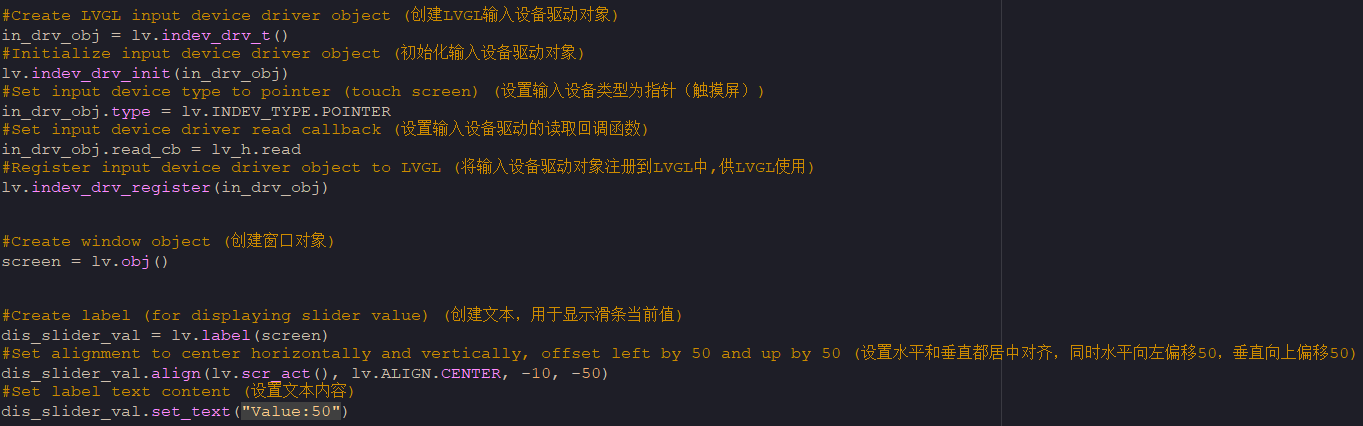 #Create LVGL input device driver object (创建LVGL输入设备驱动对象)
in_drv_obj = lv.indev_drv_t()
#Initialize input device driver object (初始化输入设备驱动对象)
lv.indev_drv_init(in_drv_obj)
#Set input device type to pointer (touch screen) (设置输入设备类型为指针（触摸屏）)
in_drv_obj.type = lv.INDEV_TYPE.POINTER
#Set input device driver read callback (设置输入设备驱动的读取回调函数)
in_drv_obj.read_cb = lv_h.read
#Register input device driver object to LVGL (将输入设备驱动对象注册到LVGL中,供LVGL使用)
lv.indev_drv_register(in_drv_obj)
#Create window object (创建窗口对象)
screen = lv.obj()
#Create label (for displaying slider value) (创建文本，用于显示滑条当前值)
dis_slider_val = lv.label(screen)
#Set alignment to center horizontally and vertically, offset left by 50 and up by 50 (设置水平和垂直都居中对齐，同时水平向左偏移50，垂直向上偏移50)
dis_slider_val.align(lv.scr_act(), lv.ALIGN.CENTER, -10, -50)
#Set label text content (设置文本内容)
dis_slider_val.set_text("Value:50")